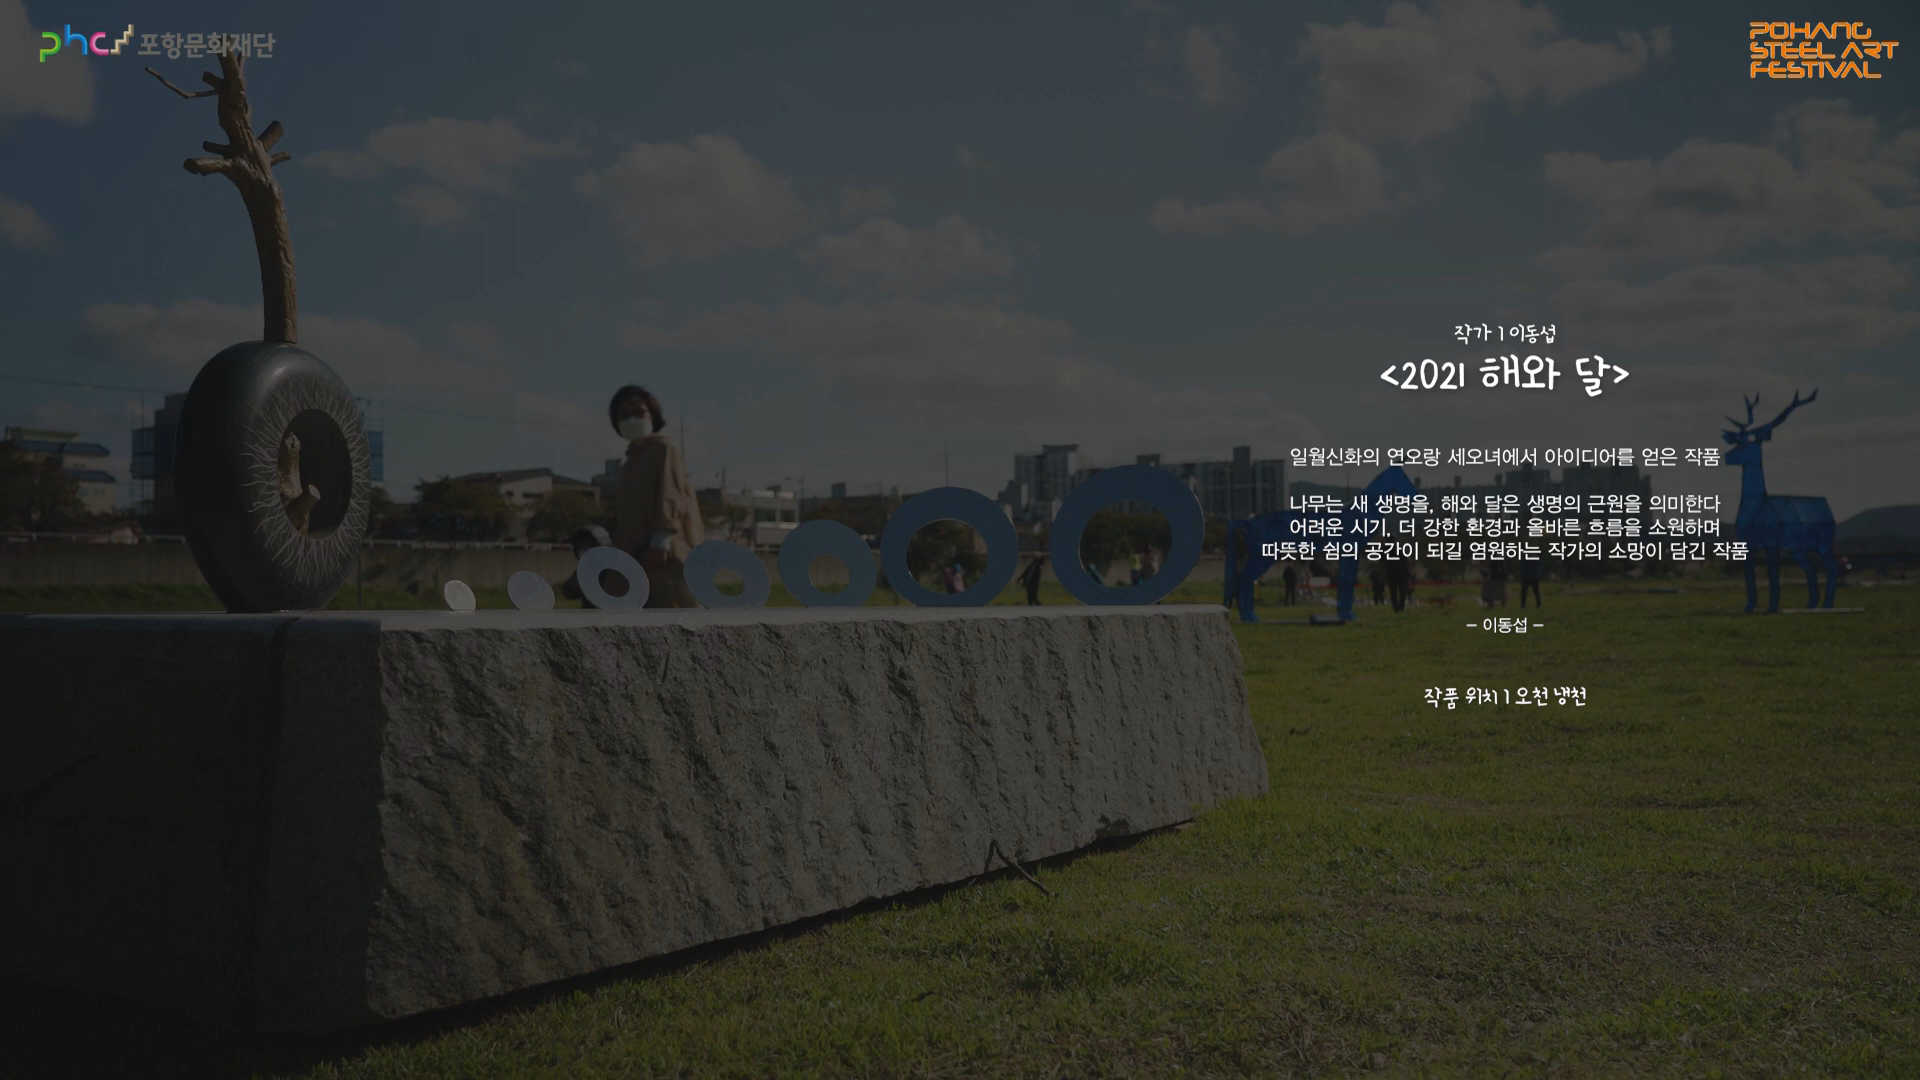 phcf 포항문화재단
POHANG
STEEL ART
FESTIVAL
작가 | 이동섭
<2021 해와 달>
일월신화의 연오랑 세오녀에서 아이디어를 얻은 작품
나무는 새 생명을, 해와 달은 생명의 근원을 의미한다
어려운 시기, 더 강한 환경과 올바른 흐름을 소원하며
따뜻한 쉼의 공간이 되길 염원하는 작가의 소망이 담긴 작품
– 이동섭 –
작품 위치 | 오천 냉천